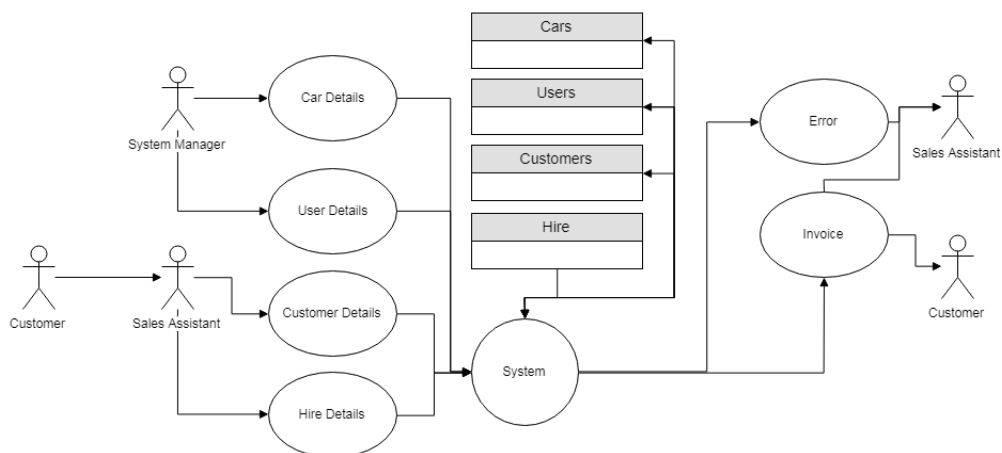 Cars
Users
Customers
Hire
System Manager
Car Details
User Details
Customer
Sales Assistant
Customer Details
Hire Details
System
Error
Invoice
Sales Assistant
Customer